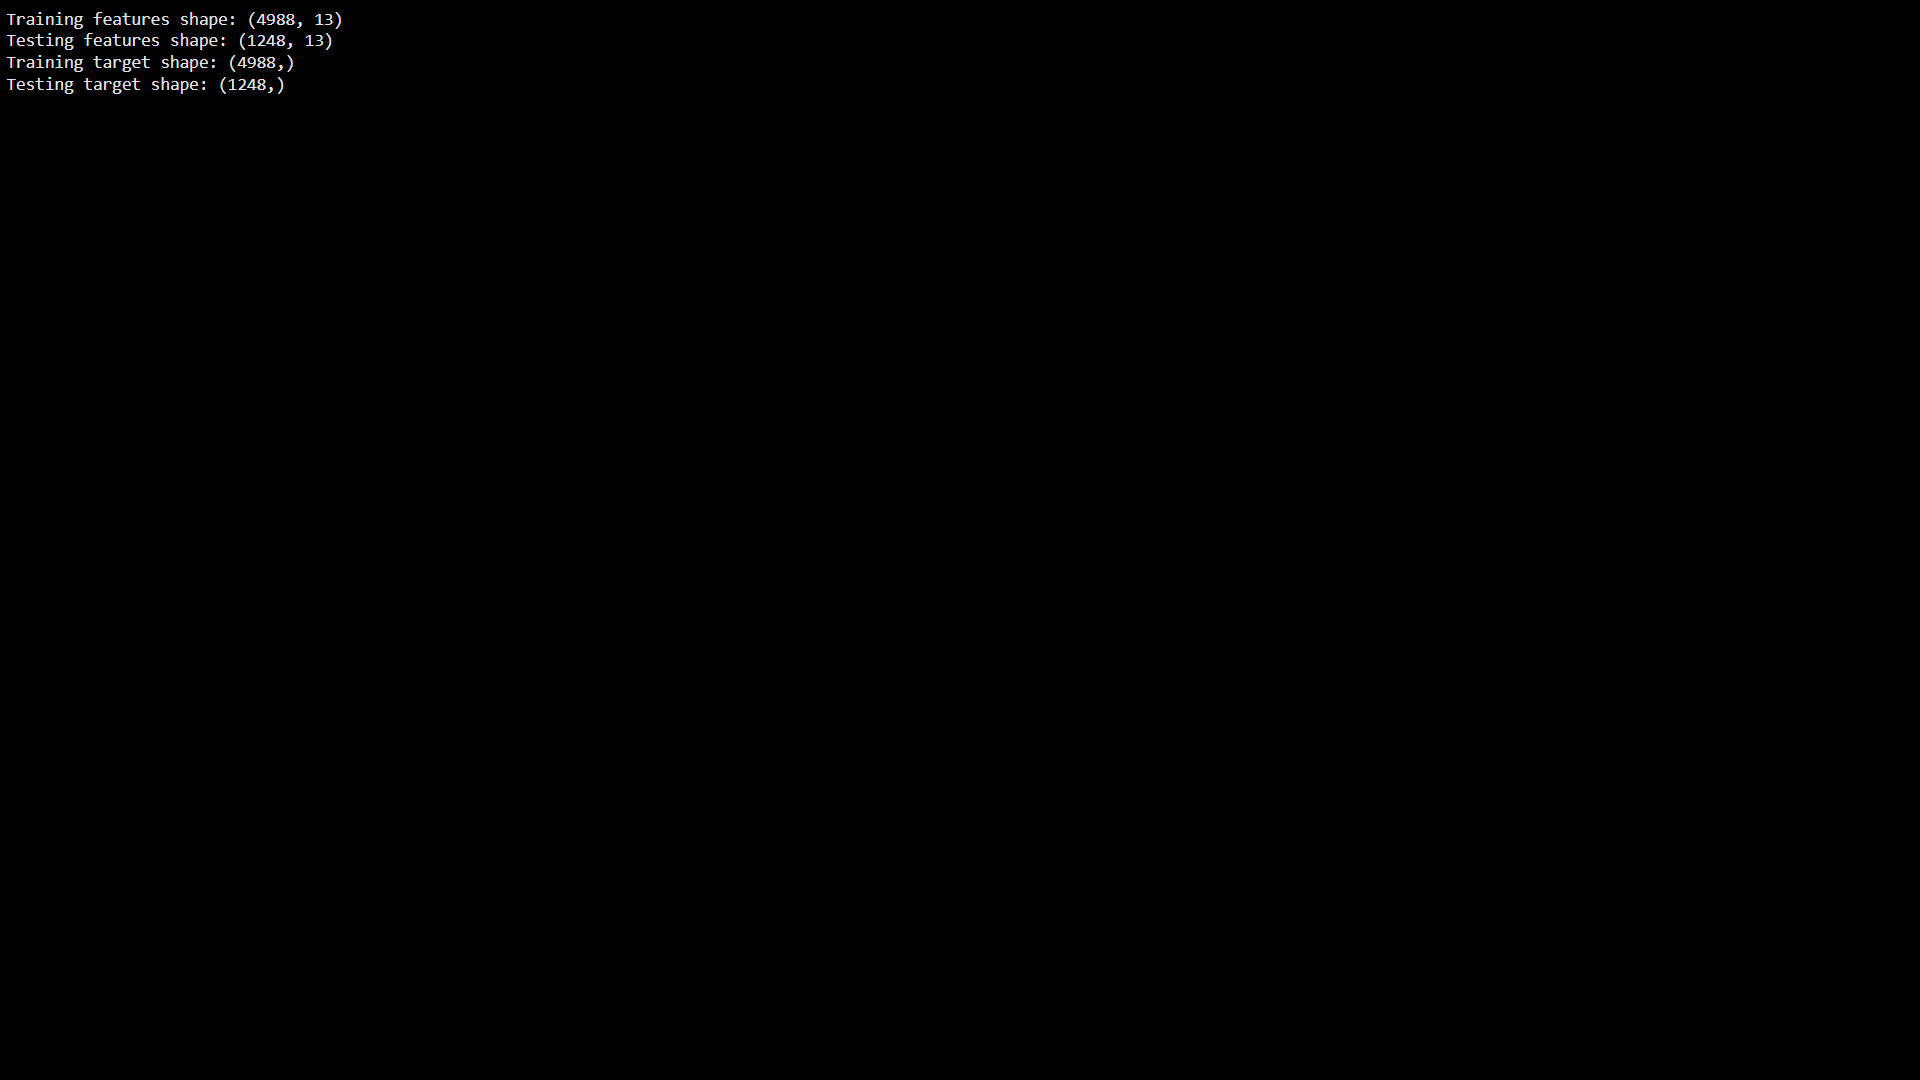 Training features shape: (4988, 13)
Testing features shape: (1248, 13)
Training target shape: (4988,)
Testing target shape: (1248,)